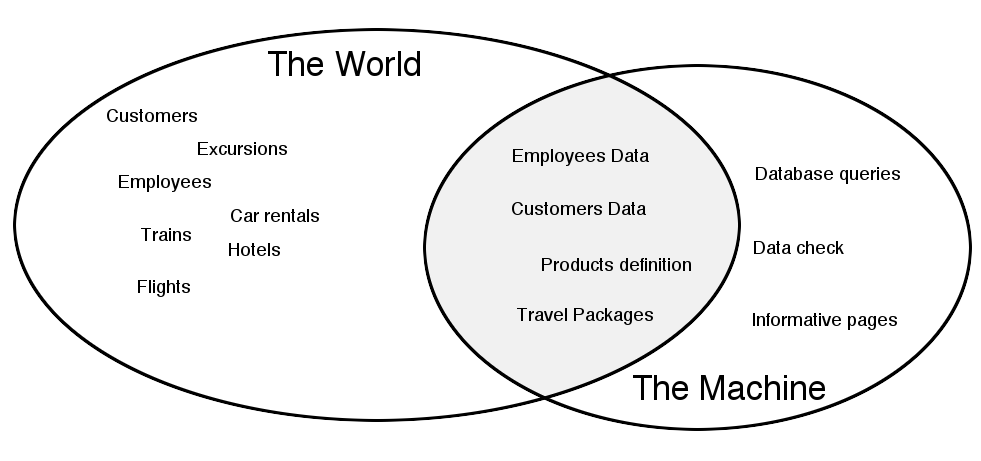 The World
Customers
Excursions
Employees
Car rentals
Trains
Hotels
Flights
Employees Data
Customers Data
Products definition
Travel Packages
Database queries
Data check
Informative pages
The Machine